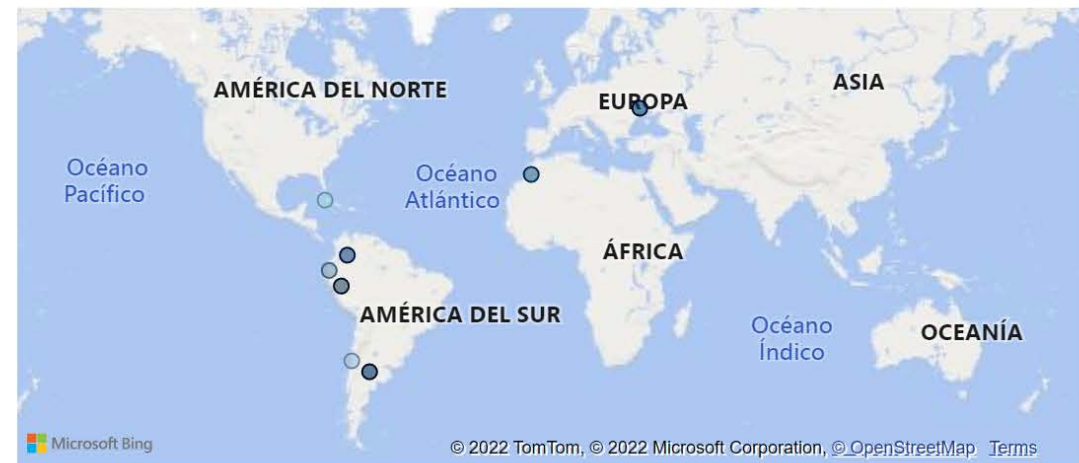 AMÉRICA DEL NORTE
EUROPA
ASIA
Océano
Pacífico
Océano
Atlántico
ÁFRICA
AMÉRICA DEL SUR
Océano
Índico
OCEANÍA
Microsoft Bing
© 2022 TomTom, © 2022 Microsoft Corporation, © OpenStreetMap Terms